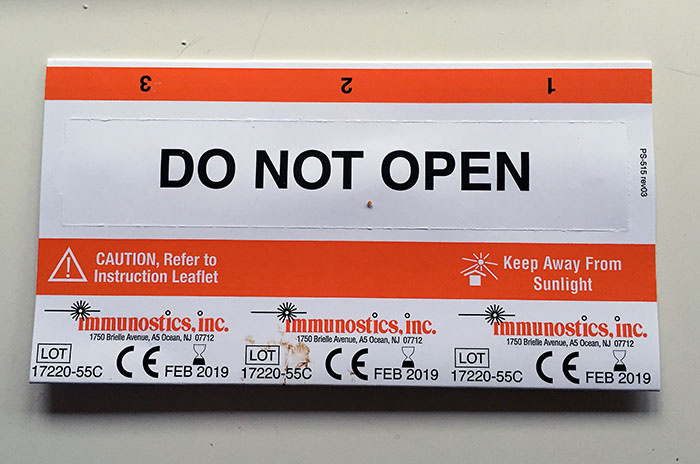 3 2 1
DO NOT OPEN
PS-515 rev03
CAUTION, Refer to
Instruction Leaflet
Keep Away From
Sunlight
immunostics, inc. immunostics, inc. immunostics, inc.
1750 Brielle Avenue, A5 Ocean, NJ 07712 1750 Brielle Avenue, A5 Ocean, NJ 07712 1750 Brielle Avenue, A5 Ocean, NJ 07712
LOT CE LOT CE LOT CE
17220-55C FEB 2019 17220-55C FEB 2019 17220-55C FEB 2019